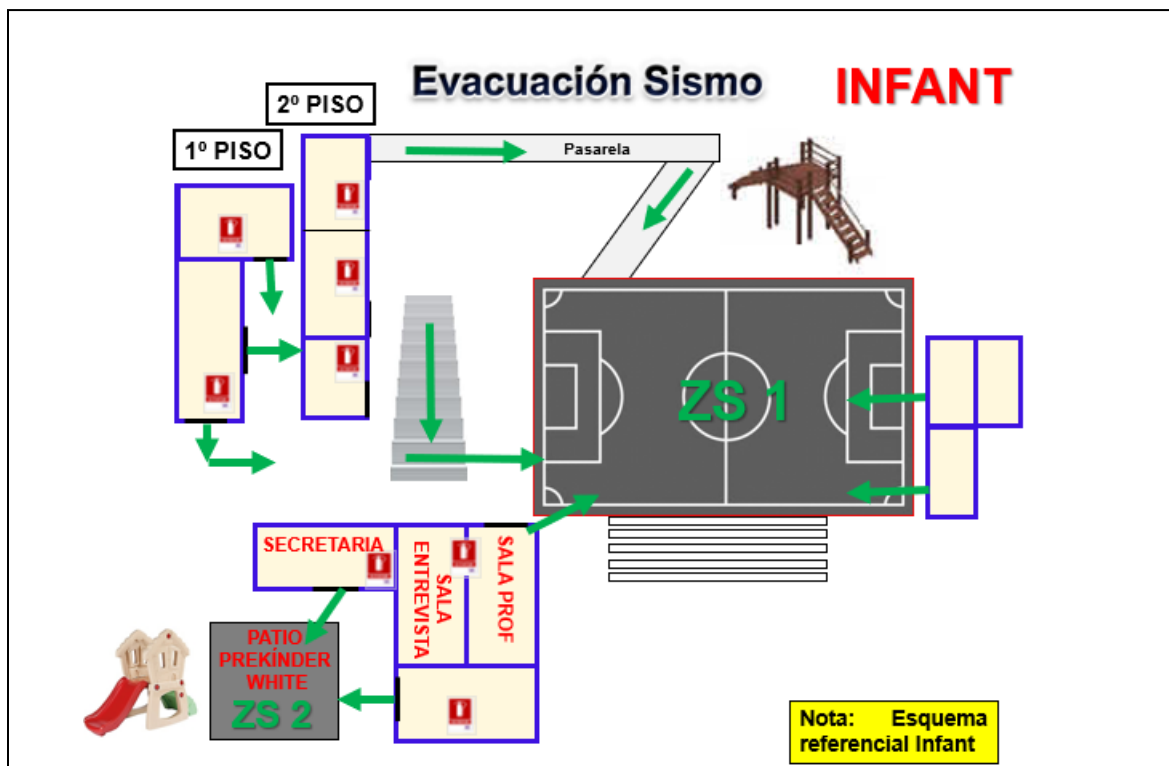 Evacuación Sismo
INFANT
2º PISO
1º PISO
Pasarela
ZS 1
SECRETARIA
SALA
ENTREVISTA
SALA PROF
PATIO
PREKÍNDER
WHITE
ZS 2
Nota: Esquema
referencial Infant